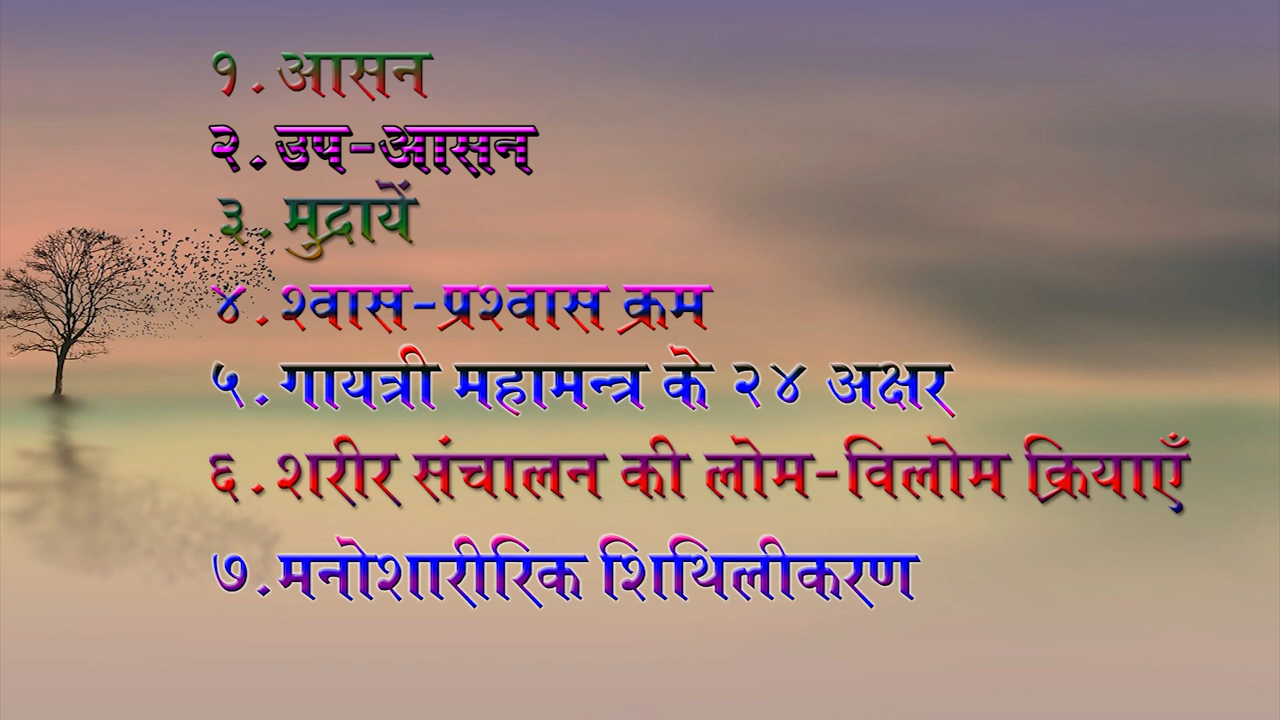 १. आसन
२. उप-आसन
३. मुद्रायें
४. श्वास-प्रश्वास क्रम
५. गायत्री महामन्त्र के २४ अक्षर
६. शरीर संचालन की लोम-विलोम क्रियाएँ
७. मनोशारीरिक शिथिलीकरण